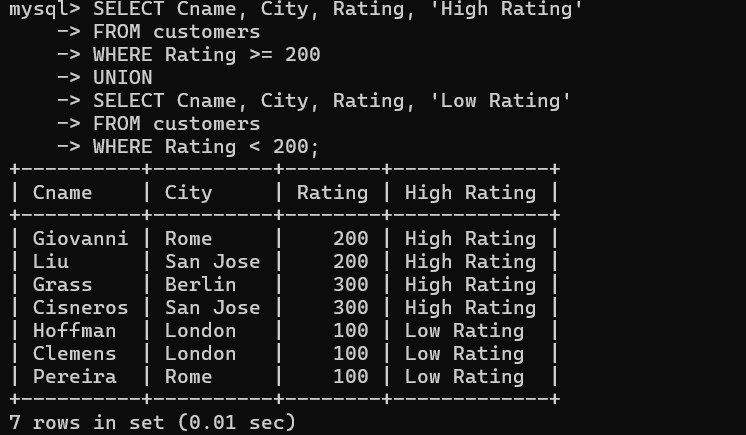 mysql> SELECT Cname, City, Rating, 'High Rating'
    -> FROM customers
    -> WHERE Rating >= 200
    -> UNION
    -> SELECT Cname, City, Rating, 'Low Rating'
    -> FROM customers
    -> WHERE Rating < 200;
+----------+----------+--------+-------------+
| Cname    | City     | Rating | High Rating |
+----------+----------+--------+-------------+
| Giovanni | Rome     |    200 | High Rating |
| Liu      | San Jose |    200 | High Rating |
| Grass    | Berlin   |    300 | High Rating |
| Cisneros | San Jose |    300 | High Rating |
| Hoffman  | London   |    100 | Low Rating  |
| Clemens  | London   |    100 | Low Rating  |
| Pereira  | Rome     |    100 | Low Rating  |
+----------+----------+--------+-------------+
7 rows in set (0.01 sec)